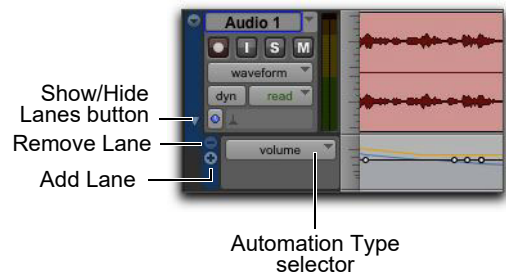 Audio 1
I S M
waveform
dyn read
Show/Hide
Lanes button
Remove Lane
volume
Add Lane
Automation Type
selector